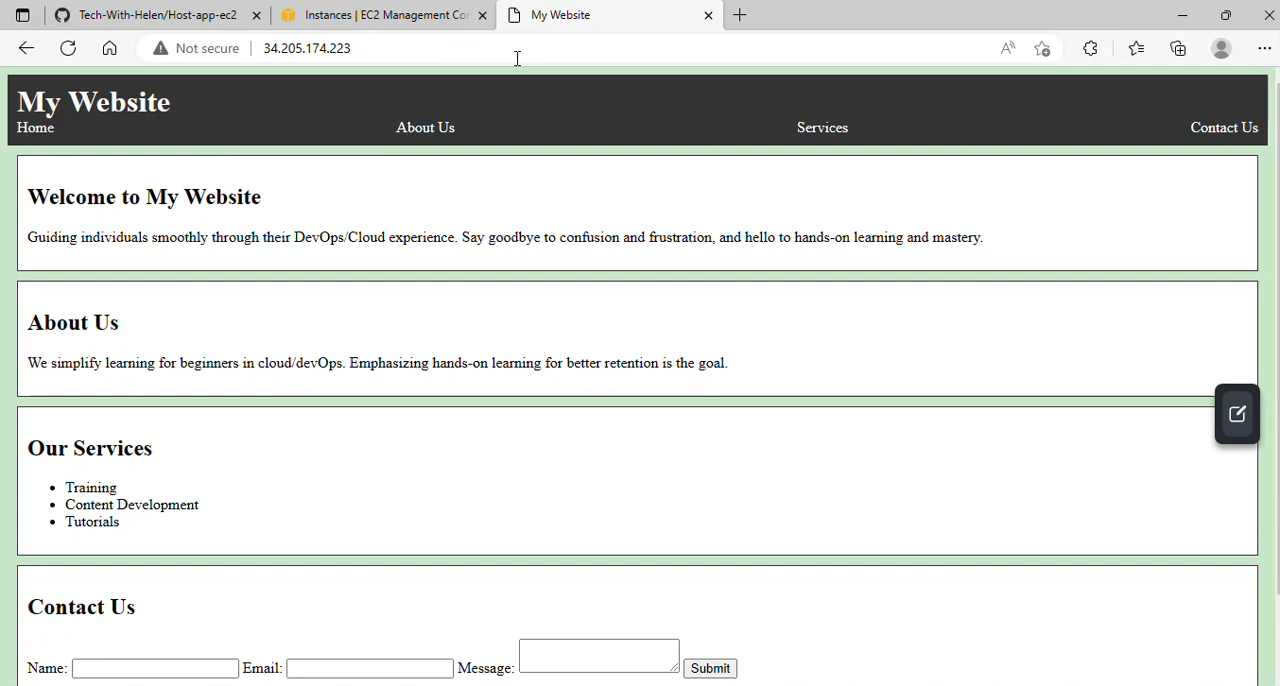 Tech-With-Helen/Host-app-ec2
Instances | EC2 Management Co
My Website
Not secure
34.205.174.223
My Website
Home About Us Services Contact Us
Welcome to My Website
Guiding individuals smoothly through their DevOps/Cloud experience. Say goodbye to confusion and frustration, and hello to hands-on learning and mastery.
About Us
We simplify learning for beginners in cloud/devOps. Emphasizing hands-on learning for better retention is the goal.
Our Services
• Training
• Content Development
• Tutorials
Contact Us
Name: Email: Message: Submit